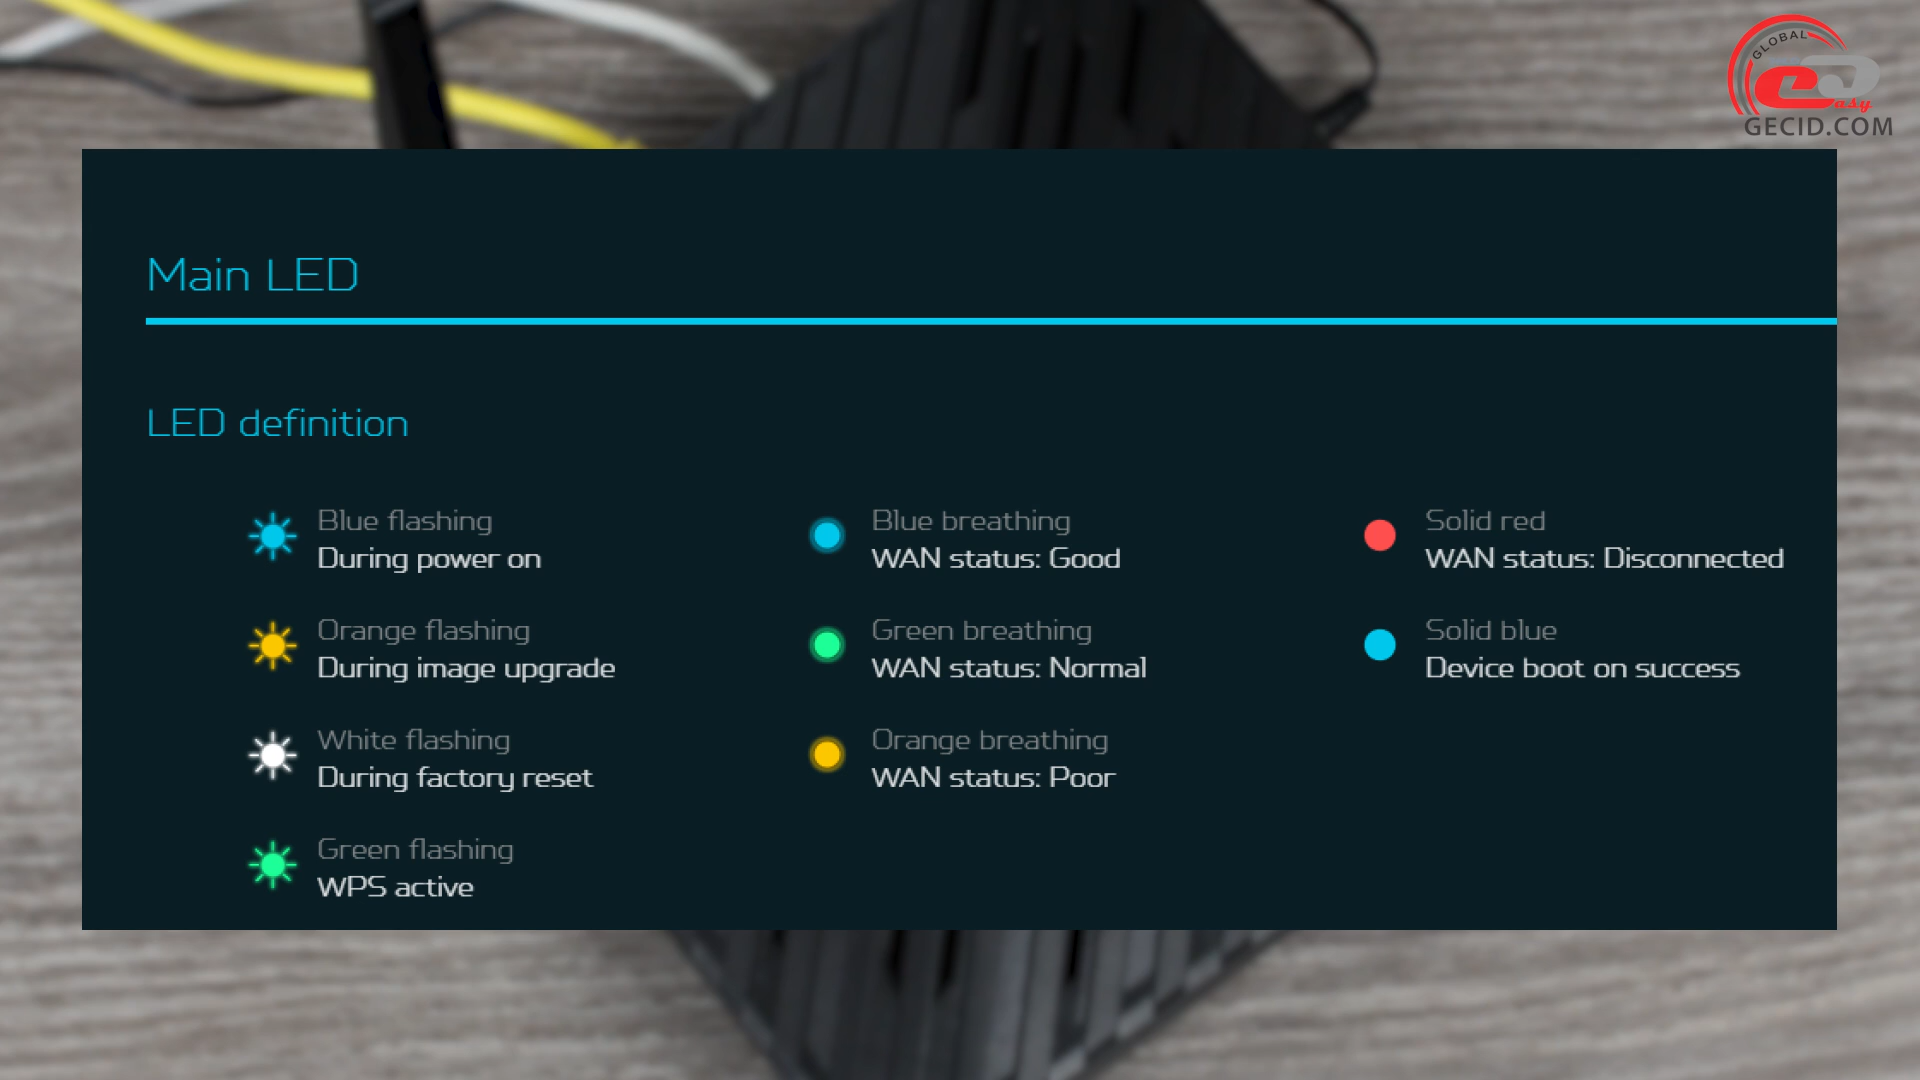 GLOBAL
easy
GECID.COM
Main LED
LED definition
Blue flashing
During power on
Orange flashing
During image upgrade
White flashing
During factory reset
Green flashing
WPS active
Blue breathing
WAN status: Good
Green breathing
WAN status: Normal
Orange breathing
WAN status: Poor
Solid red
WAN status: Disconnected
Solid blue
Device boot on success